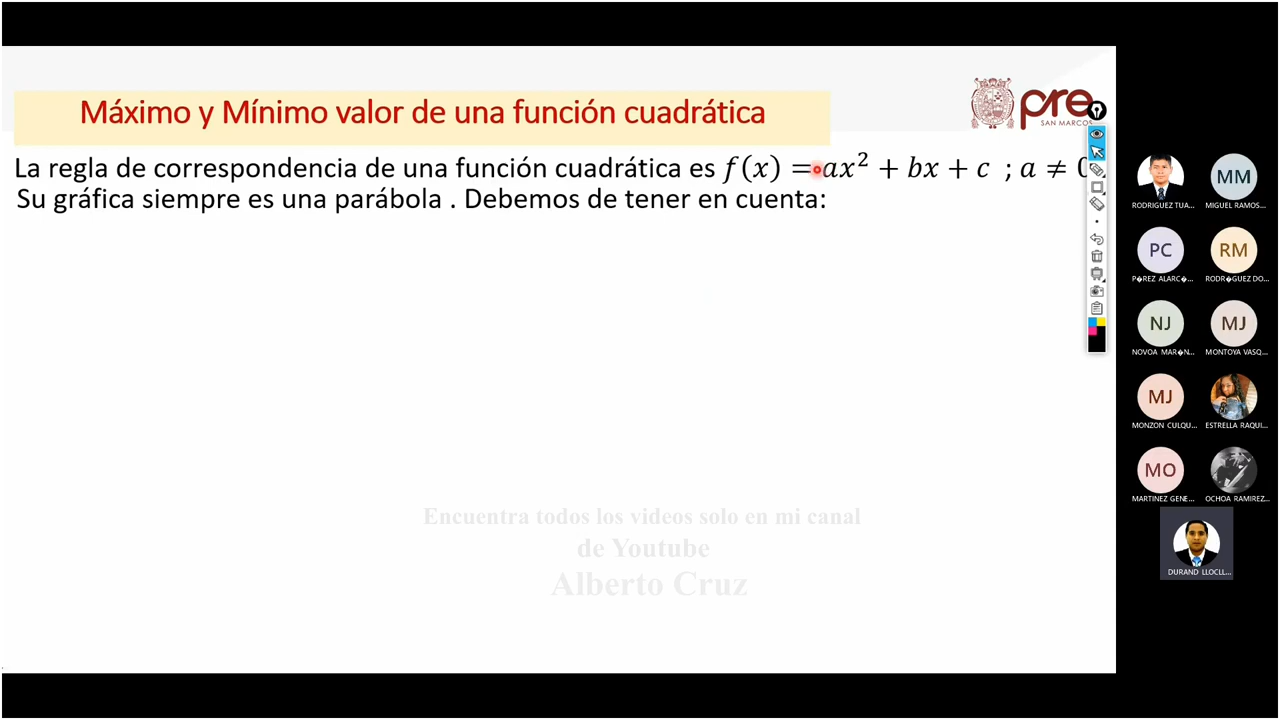 Máximo y Mínimo valor de una función cuadrática
pre
SAN MARCOS
La regla de correspondencia de una función cuadrática es f(x) = ax² + bx + c ; a ≠ 0.
Su gráfica siempre es una parábola . Debemos de tener en cuenta:
Encuentra todos los videos solo en mi canal
de Youtube
Alberto Cruz
RODRIGUEZ TUA...
MM
MIGUEL RAMOS...
PC
P�REZ ALARC�...
RM
RODR�GUEZ DO...
NJ
NOVOA MAR�N...
MJ
MONTOYA VASQ...
MJ
MONZON CULQU...
ESTRELLA RAQUI...
MO
MARTINEZ GENE...
OCHOA RAMIREZ...
DURAND LLOCLL...